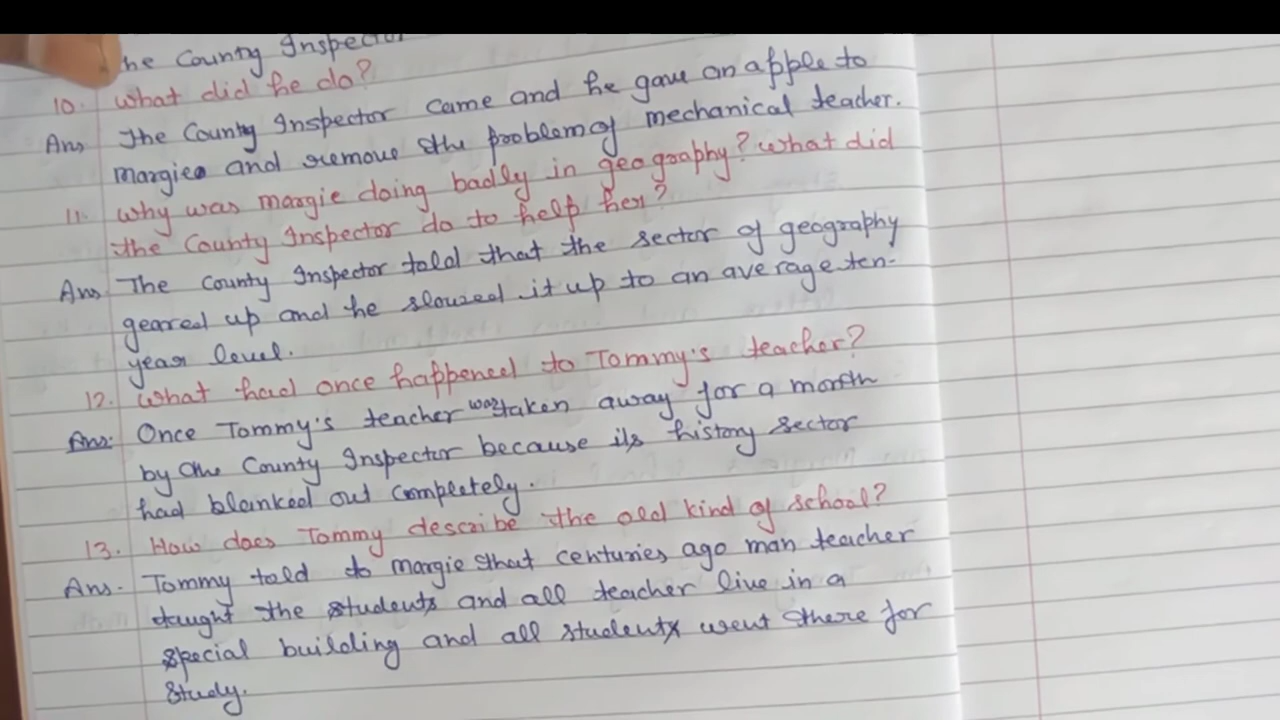 he County Inspector
10. What did he do?
Ans The County Inspector came and he gave an apple to
margie and remove the problem of mechanical teacher.
11. Why was margie doing badly in geography? What did
the County Inspector do to help her?
Ans The County Inspector told that the sector of geography
geared up and he slowed it up to an average ten-
year level.
12. What had once happened to Tommy's teacher?
Ans: Once Tommy's teacher was taken away for a month
by the County Inspector because its history sector
had blanked out completely.
13. How does Tommy describe the old kind of school?
Ans. Tommy told to margie that centuries ago man teacher
taught the students and all teacher live in a
special building and all students went there for
study.